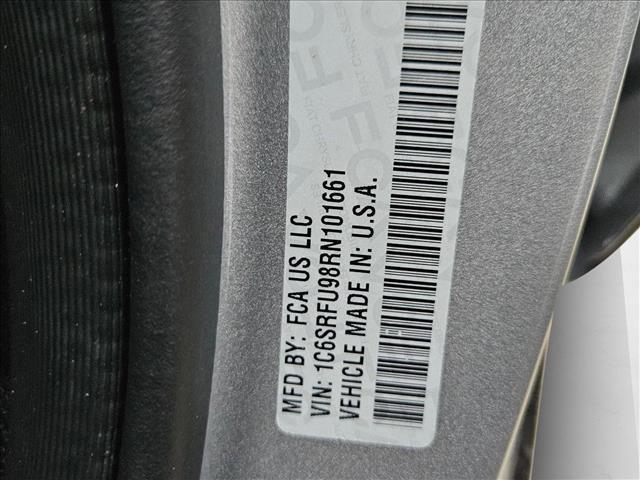 MFD BY: FCA US LLC
VIN: 1C6SRFU98RN101661
VEHICLE MADE IN: U.S.A.